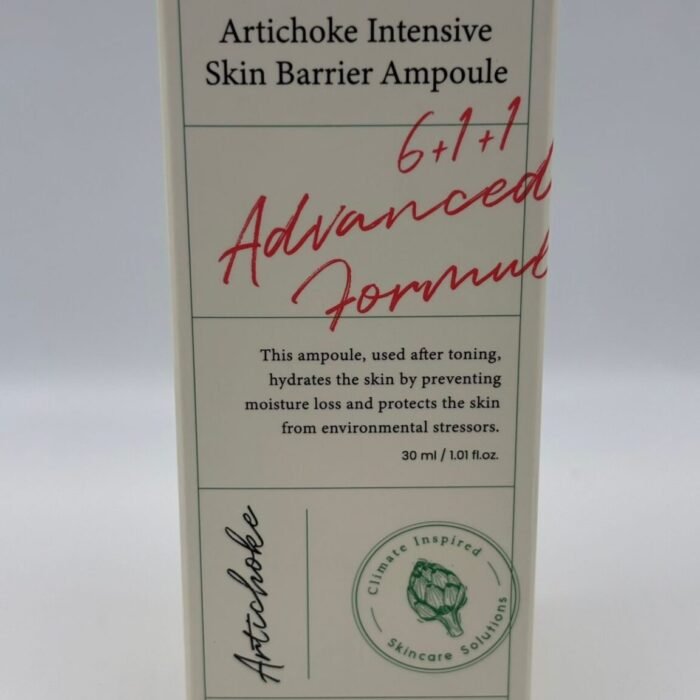 Artichoke Intensive
Skin Barrier Ampoule
6+1+1
Advanced
Formul
This ampoule, used after toning,
hydrates the skin by preventing
moisture loss and protects the skin
from environmental stressors.
30 ml / 1.01 fl.oz.
Artichoke
Climate Inspired
Skincare Solutions